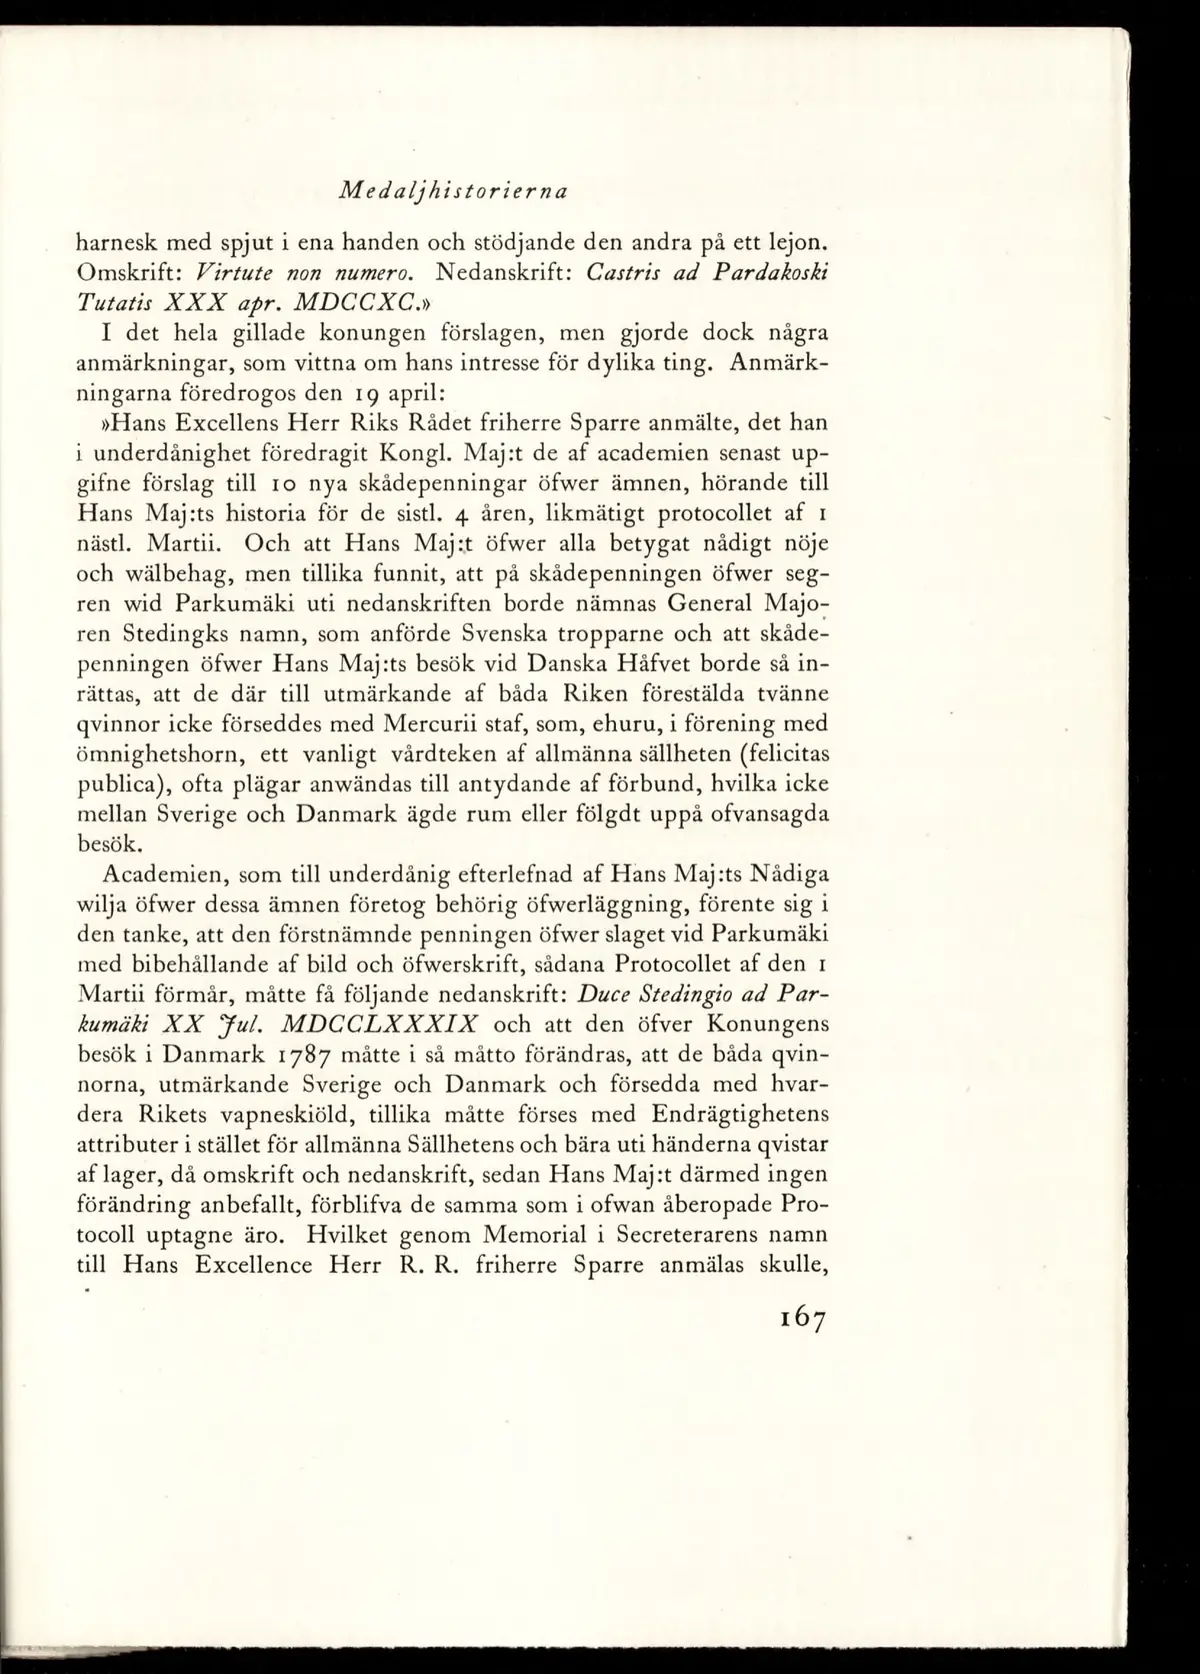 Medaljhistorierna
harnesk med spjut i ena handen och stödjande den andra på ett lejon.
Omskrift: Virtute non numero. Nedanskrift: Castris ad Pardakoski
Tutatis XXX apr. MDCCXC.»
I det hela gillade konungen förslagen, men gjorde dock några
anmärkningar, som vittna om hans intresse för dylika ting. Anmärk-
ningarna föredrogos den 19 april:
»Hans Excellens Herr Riks Rådet friherre Sparre anmälte, det han
i underdånighet föredragit Kongl. Maj:t de af academien senast up-
gifne förslag till 10 nya skådepenningar öfwer ämnen, hörande till
Hans Maj:ts historia för de sistl. 4 åren, likmätigt protocollet af 1
nästl. Martii. Och att Hans Maj:t öfwer alla betygat nådigt nöje
och wälbehag, men tillika funnit, att på skådepenningen öfwer seg-
ren wid Parkumäki uti nedanskriften borde nämnas General Majo-
ren Stedingks namn, som anförde Svenska tropparne och att skåde-
penningen öfwer Hans Maj:ts besök vid Danska Håfvet borde så in-
rättas, att de där till utmärkande af båda Riken förestälda tvänne
qvinnor icke förseddes med Mercurii staf, som, ehuru, i förening med
ömnighetshorn, ett vanligt vårdteken af allmänna sällheten (felicitas
publica), ofta plägar anwändas till antydande af förbund, hvilka icke
mellan Sverige och Danmark ägde rum eller fölgdt uppå ofvansagda
besök.
Academien, som till underdånig efterlefnad af Hans Maj:ts Nådiga
wilja öfwer dessa ämnen företog behörig öfwerläggning, förente sig i
den tanke, att den förstnämnde penningen öfwer slaget vid Parkumäki
med bibehållande af bild och öfwerskrift, sådana Protocollet af den 1
Martii förmår, måtte få följande nedanskrift: Duce Stedingio ad Par-
kumäki XX Jul. MDCCLXXXIX och att den öfver Konungens
besök i Danmark 1787 måtte i så måtto förändras, att de båda qvin-
norna, utmärkande Sverige och Danmark och försedda med hvar-
dera Rikets vapneskiöld, tillika måtte förses med Endrägtighetens
attributer i stället för allmänna Sällhetens och bära uti händerna qvistar
af lager, då omskrift och nedanskrift, sedan Hans Maj:t därmed ingen
förändring anbefallt, förblifva de samma som i ofwan åberopade Pro-
tocoll uptagne äro. Hvilket genom Memorial i Secreterarens namn
till Hans Excellence Herr R. R. friherre Sparre anmälas skulle,
167